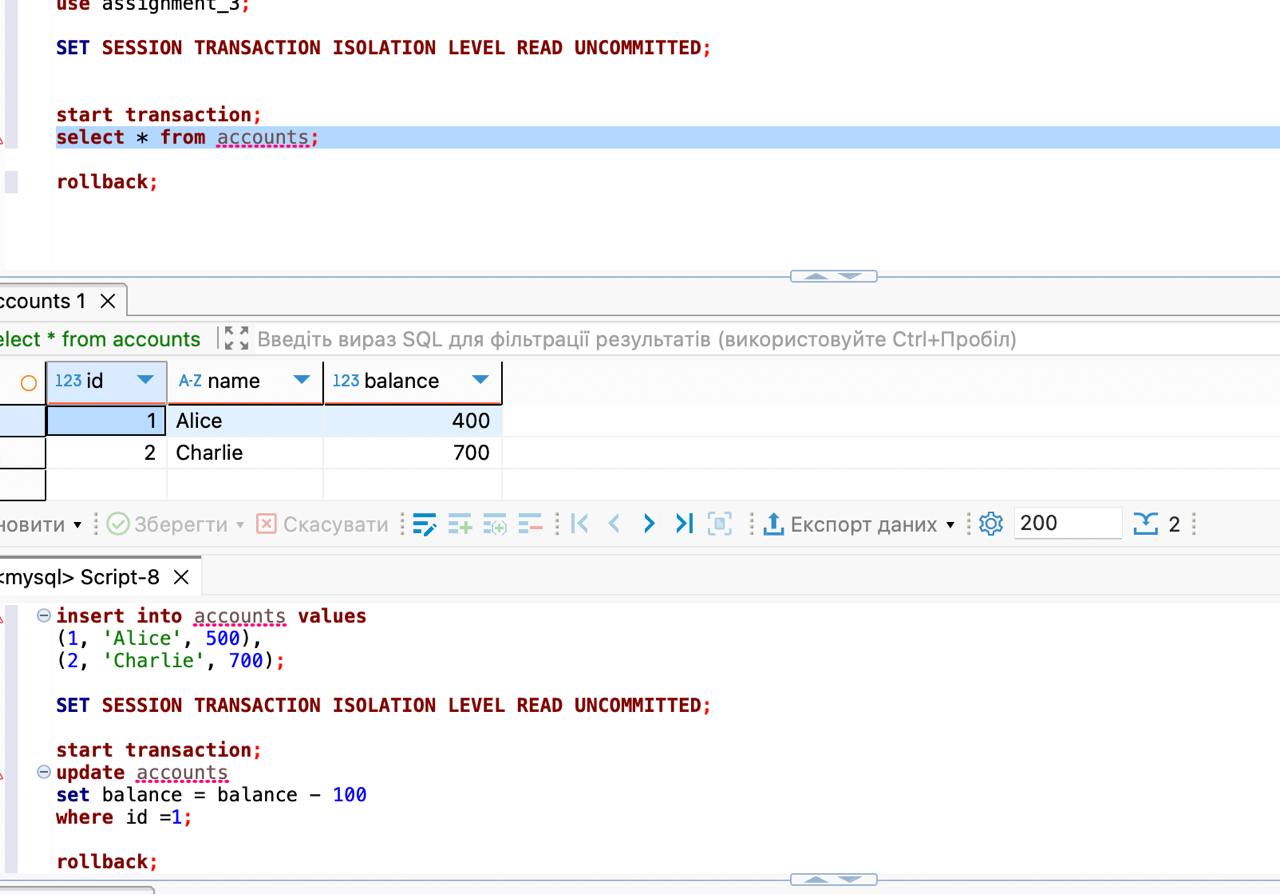 use assignment_3;
SET SESSION TRANSACTION ISOLATION LEVEL READ UNCOMMITTED;
start transaction;
select * from accounts;
rollback;
ccounts 1
elect * from accounts Введіть вираз SQL для фільтрації результатів (використовуйте Ctrl+Пробіл)
123 id A-Z name 123 balance
1 Alice 400
2 Charlie 700
новити Зберегти Скасувати Експорт даних 200 2
<mysql> Script-8
insert into accounts values
(1, 'Alice', 500),
(2, 'Charlie', 700);
SET SESSION TRANSACTION ISOLATION LEVEL READ UNCOMMITTED;
start transaction;
update accounts
set balance = balance - 100
where id =1;
rollback;